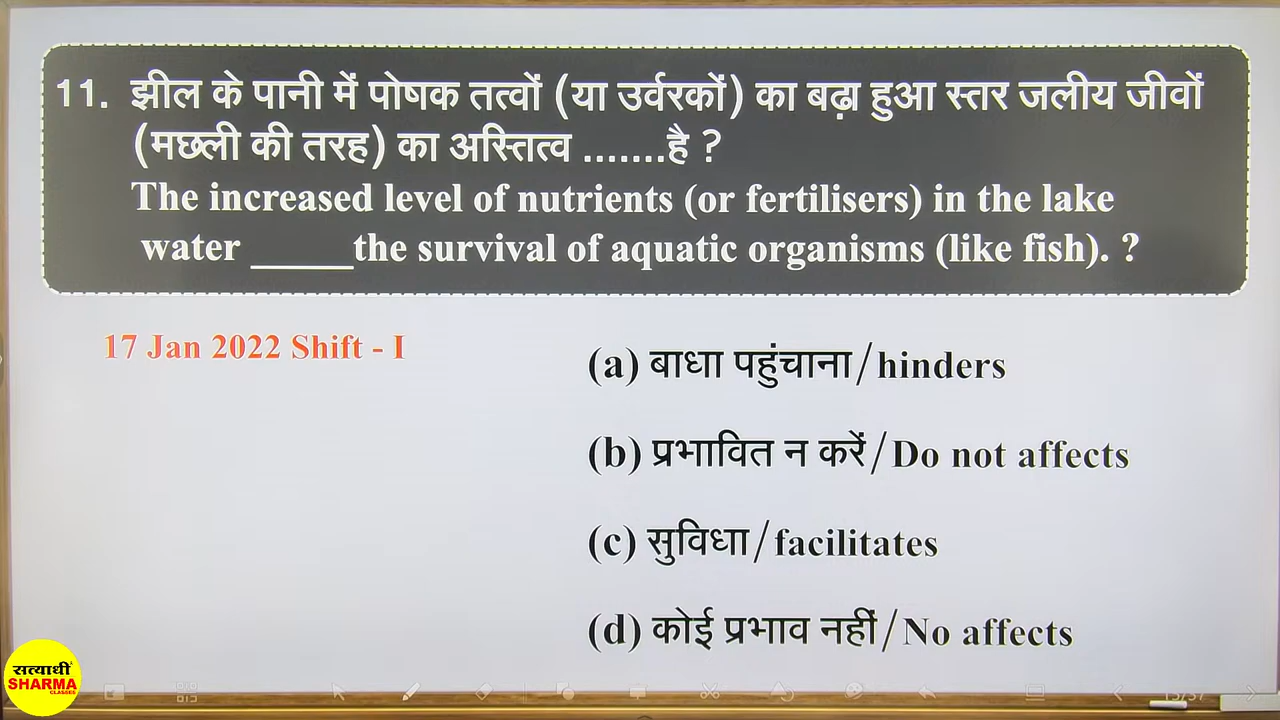 11. झील के पानी में पोषक तत्वों (या उर्वरकों) का बढ़ा हुआ स्तर जलीय जीवों
(मछली की तरह) का अस्तित्व .......है ?
The increased level of nutrients (or fertilisers) in the lake
water _____the survival of aquatic organisms (like fish). ?
17 Jan 2022 Shift - I
(a) बाधा पहुंचाना/hinders
(b) प्रभावित न करें/Do not affects
(c) सुविधा/facilitates
(d) कोई प्रभाव नहीं/No affects
सत्यार्थी
SHARMA
CLASSES